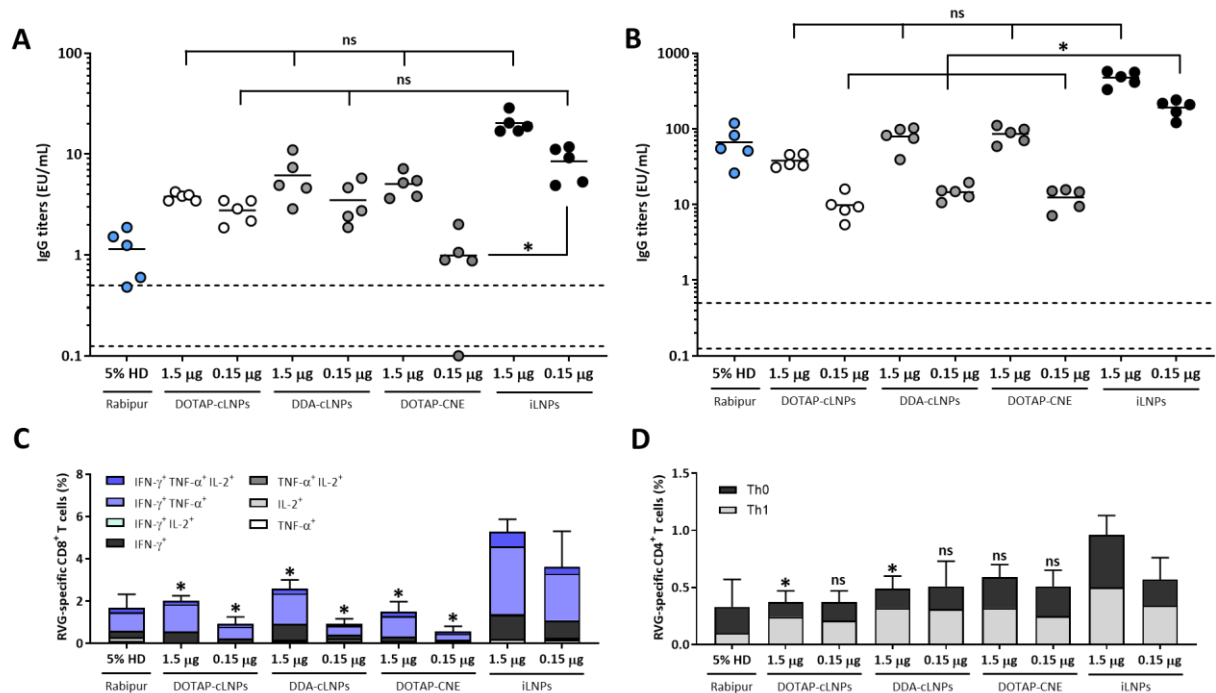 A
IgG titers (EU/mL)
100
10
1
0.1
ns
ns
*
5% HD 1.5 µg 0.15 µg 1.5 µg 0.15 µg 1.5 µg 0.15 µg 1.5 µg 0.15 µg
Rabipur DOTAP-cLNPs DDA-cLNPs DOTAP-CNE iLNPs
B
IgG titers (EU/mL)
1000
100
10
1
0.1
ns
*
5% HD 1.5 µg 0.15 µg 1.5 µg 0.15 µg 1.5 µg 0.15 µg 1.5 µg 0.15 µg
Rabipur DOTAP-cLNPs DDA-cLNPs DOTAP-CNE iLNPs
C
RVG-specific CD8⁺ T cells (%)
8
6
4
2
0
IFN-γ⁺ TNF-α⁺ IL-2⁺ TNF-α⁺ IL-2⁺
IFN-γ⁺ TNF-α⁺ IL-2⁺
IFN-γ⁺ IL-2⁺ TNF-α⁺
IFN-γ⁺
* * * * * *
5% HD 1.5 µg 0.15 µg 1.5 µg 0.15 µg 1.5 µg 0.15 µg 1.5 µg 0.15 µg
Rabipur DOTAP-cLNPs DDA-cLNPs DOTAP-CNE iLNPs
D
RVG-specific CD4⁺ T cells (%)
1.5
1.0
0.5
0.0
Th0
Th1
* ns * ns ns ns
5% HD 1.5 µg 0.15 µg 1.5 µg 0.15 µg 1.5 µg 0.15 µg 1.5 µg 0.15 µg
Rabipur DOTAP-cLNPs DDA-cLNPs DOTAP-CNE iLNPs